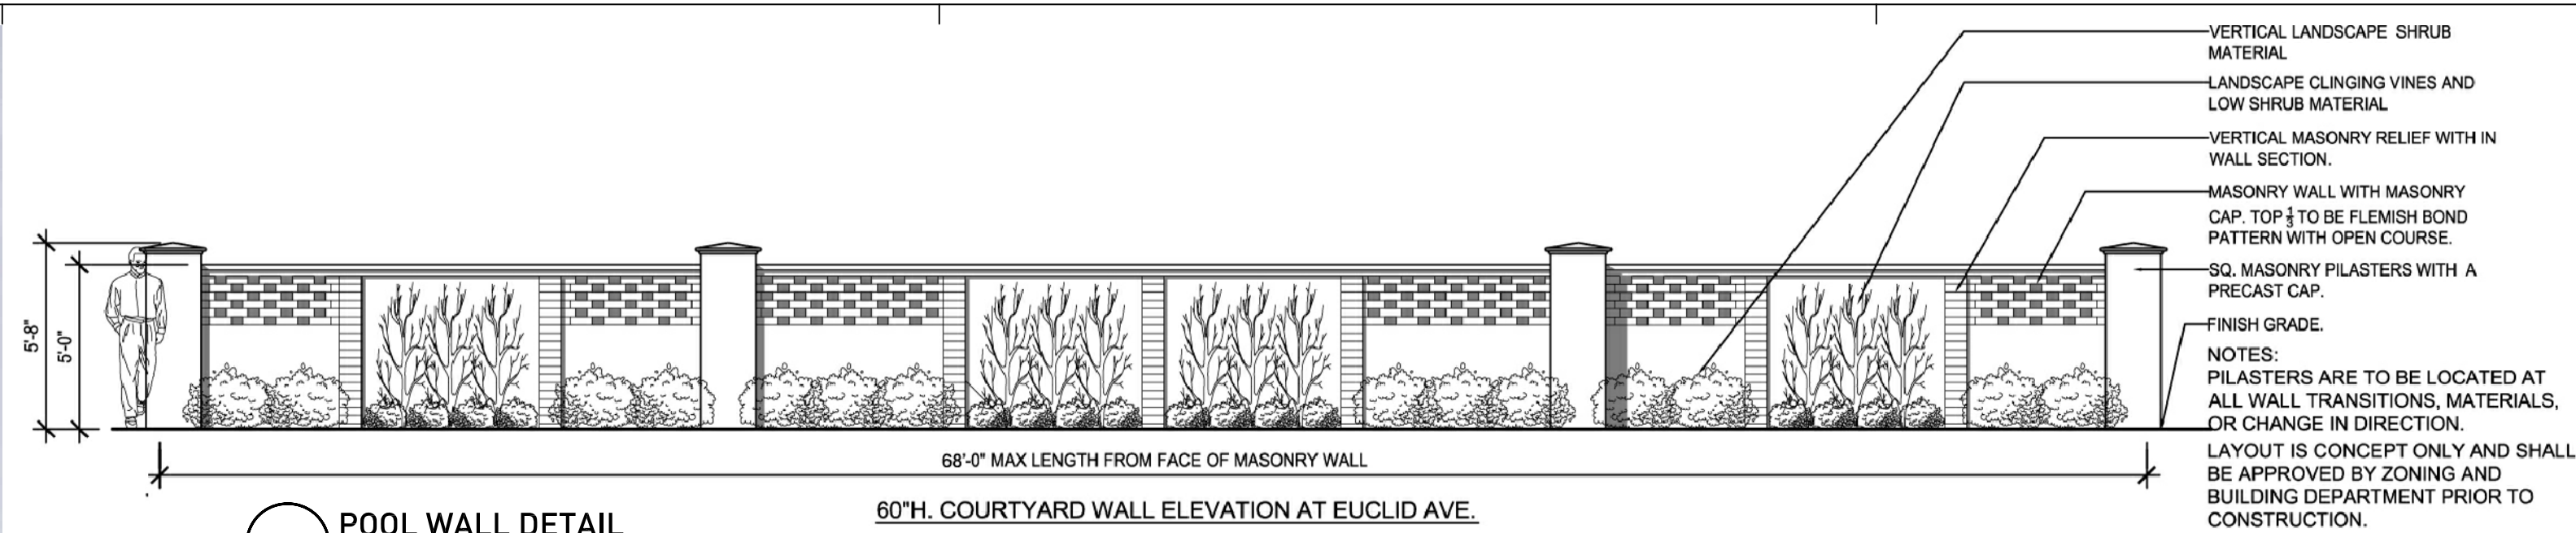 VERTICAL LANDSCAPE SHRUB
MATERIAL
LANDSCAPE CLINGING VINES AND
LOW SHRUB MATERIAL
VERTICAL MASONRY RELIEF WITH IN
WALL SECTION.
MASONRY WALL WITH MASONRY
CAP. TOP 1/3 TO BE FLEMISH BOND
PATTERN WITH OPEN COURSE.
SQ. MASONRY PILASTERS WITH A
PRECAST CAP.
FINISH GRADE.
NOTES:
PILASTERS ARE TO BE LOCATED AT
ALL WALL TRANSITIONS, MATERIALS,
OR CHANGE IN DIRECTION.
LAYOUT IS CONCEPT ONLY AND SHALL
BE APPROVED BY ZONING AND
BUILDING DEPARTMENT PRIOR TO
CONSTRUCTION.
5'-8"
5'-0"
68'-0" MAX LENGTH FROM FACE OF MASONRY WALL
60"H. COURTYARD WALL ELEVATION AT EUCLID AVE.
POOL WALL DETAIL